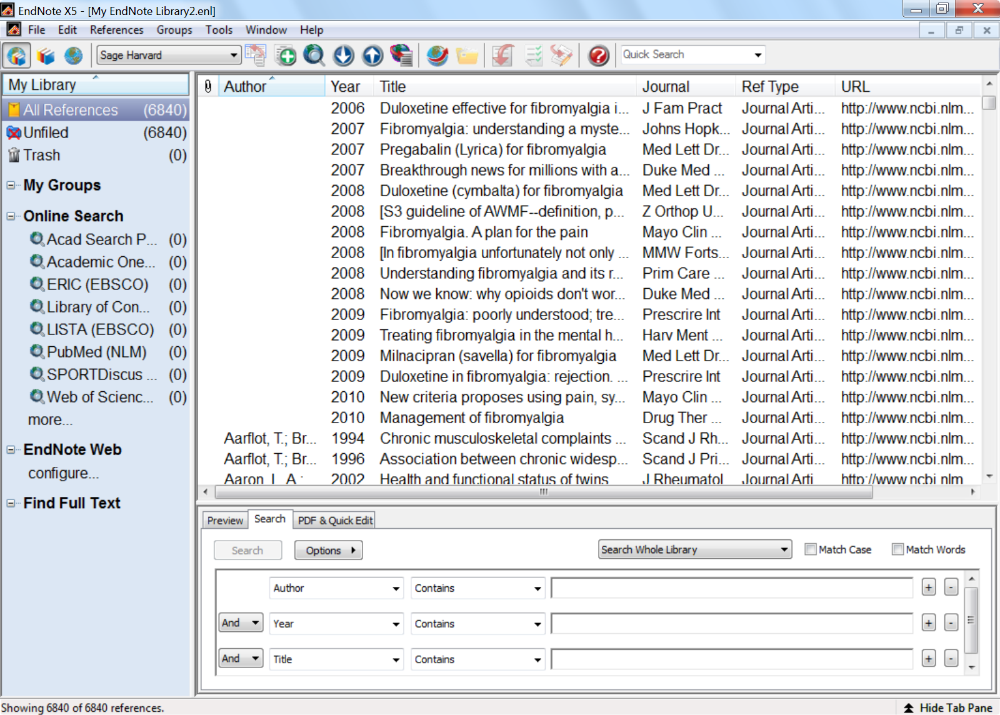 EndNote X5 - [My EndNote Library2.enl]
File Edit References Groups Tools Window Help
Sage Harvard Quick Search
My Library
All References (6840)
Unfiled (6840)
Trash (0)
My Groups
Online Search
Acad Search P... (0)
Academic One... (0)
ERIC (EBSCO) (0)
Library of Con... (0)
LISTA (EBSCO) (0)
PubMed (NLM) (0)
SPORTDiscus ... (0)
Web of Scienc... (0)
more...
EndNote Web
configure...
Find Full Text
Author Year Title Journal Ref Type URL
2006 Duloxetine effective for fibromyalgia i... J Fam Pract Journal Arti... http://www.ncbi.nlm...
2007 Fibromyalgia: understanding a myste... Johns Hopk... Journal Arti... http://www.ncbi.nlm...
2007 Pregabalin (Lyrica) for fibromyalgia Med Lett Dr... Journal Arti... http://www.ncbi.nlm...
2007 Breakthrough news for millions with a... Duke Med ... Journal Arti... http://www.ncbi.nlm...
2008 Duloxetine (cymbalta) for fibromyalgia Med Lett Dr... Journal Arti... http://www.ncbi.nlm...
2008 [S3 guideline of AWMF--definition, p... Z Orthop U... Journal Arti... http://www.ncbi.nlm...
2008 Fibromyalgia. A plan for the pain Mayo Clin ... Journal Arti... http://www.ncbi.nlm...
2008 [In fibromyalgia unfortunately not only ... MMW Forts... Journal Arti... http://www.ncbi.nlm...
2008 Understanding fibromyalgia and its r... Prim Care ... Journal Arti... http://www.ncbi.nlm...
2008 Now we know: why opioids don't wor... Duke Med ... Journal Arti... http://www.ncbi.nlm...
2009 Fibromyalgia: poorly understood; tre... Prescrire Int Journal Arti... http://www.ncbi.nlm...
2009 Treating fibromyalgia in the mental h... Harv Ment ... Journal Arti... http://www.ncbi.nlm...
2009 Milnacipran (savella) for fibromyalgia Med Lett Dr... Journal Arti... http://www.ncbi.nlm...
2009 Duloxetine in fibromyalgia: rejection. ... Prescrire Int Journal Arti... http://www.ncbi.nlm...
2010 New criteria proposes using pain, sy... Mayo Clin ... Journal Arti... http://www.ncbi.nlm...
2010 Management of fibromyalgia Drug Ther ... Journal Arti... http://www.ncbi.nlm...
Aarflot, T.; Br... 1994 Chronic musculoskeletal complaints ... Scand J Rh... Journal Arti... http://www.ncbi.nlm...
Aarflot, T.; Br... 1996 Association between chronic widesp... Scand J Pri... Journal Arti... http://www.ncbi.nlm...
Aaron, L. A.; 2002 Health and functional status of twins J Rheumatol Journal Arti http://www.ncbi.nlm
Preview Search PDF & Quick Edit
Search Options Search Whole Library Match Case Match Words
Author Contains + -
And Year Contains + -
And Title Contains + -
Showing 6840 of 6840 references. Hide Tab Pane